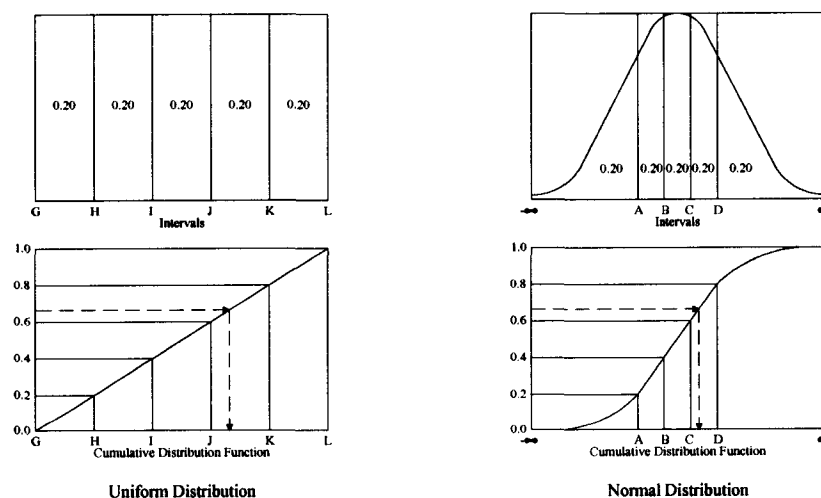 0.20 0.20 0.20 0.20 0.20
G H I J K L
Intervals
1.0
0.8
0.6
0.4
0.2
0.0
G H I J K L
Cumulative Distribution Function
Uniform Distribution
0.20 0.20 0.20 0.20 0.20
-∞ A B C D
Intervals
1.0
0.8
0.6
0.4
0.2
0.0
-∞ A B C D
Cumulative Distribution Function
Normal Distribution